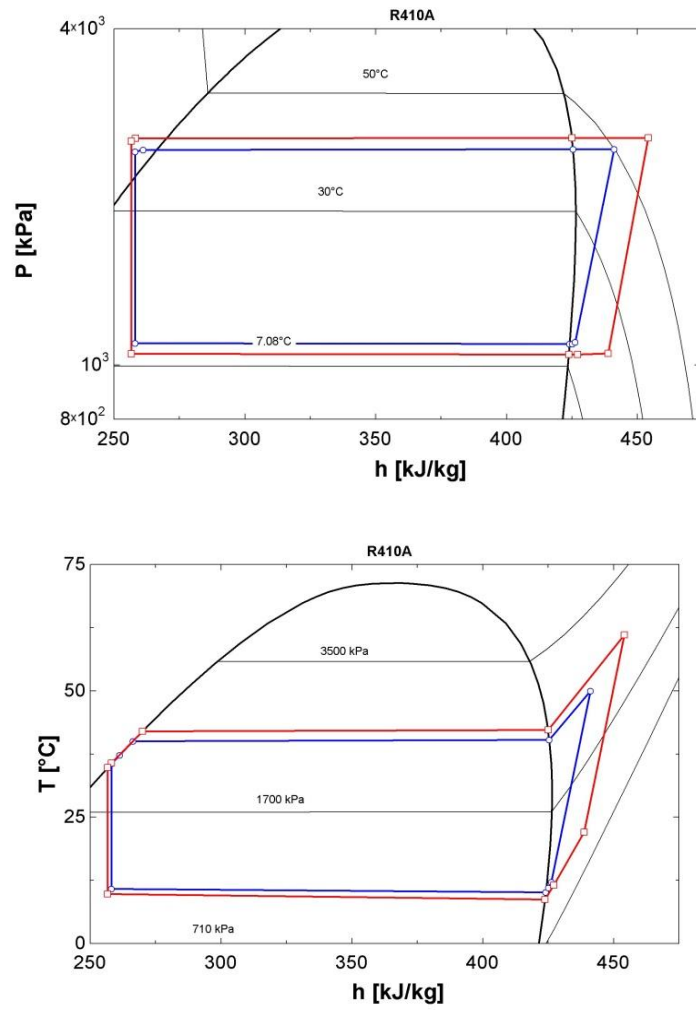 R410A
4×10³
50°C
30°C
P [kPa]
7.08°C
10³
8×10²
250 300 350 400 450
h [kJ/kg]
R410A
75
3500 kPa
50
T [°C]
1700 kPa
25
710 kPa
0
250 300 350 400 450
h [kJ/kg]